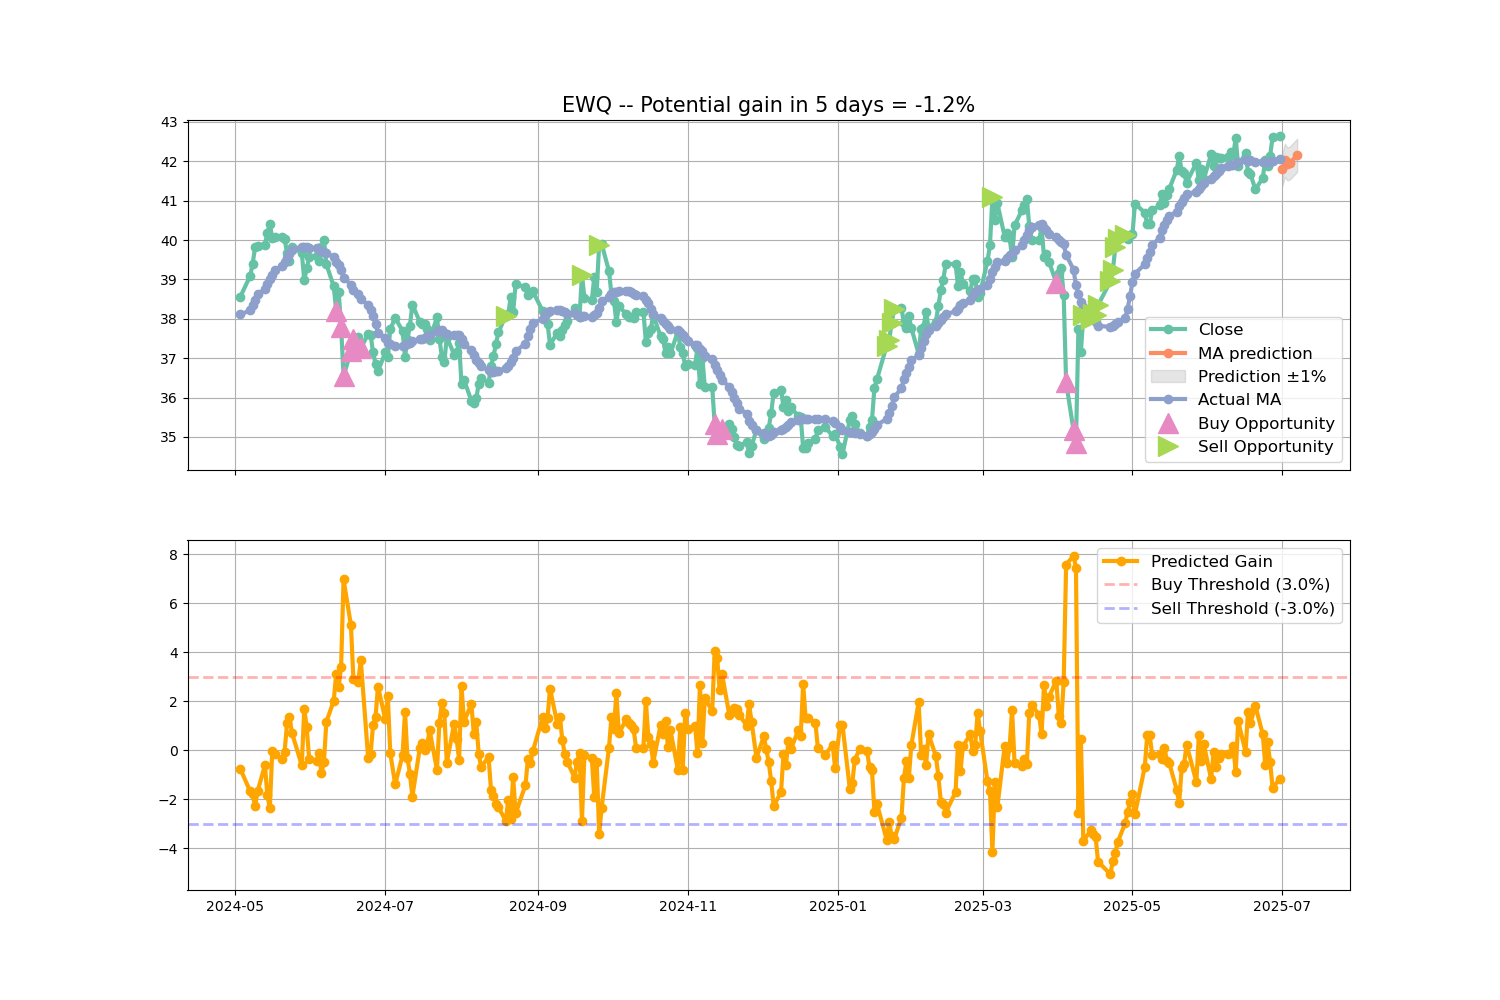 EWQ -- Potential gain in 5 days = -1.2%
43
42
41
40
39
38
37
36
35
Close
MA prediction
Prediction ±1%
Actual MA
Buy Opportunity
Sell Opportunity
8
6
4
2
0
−2
−4
Predicted Gain
Buy Threshold (3.0%)
Sell Threshold (-3.0%)
2024-05 2024-07 2024-09 2024-11 2025-01 2025-03 2025-05 2025-07